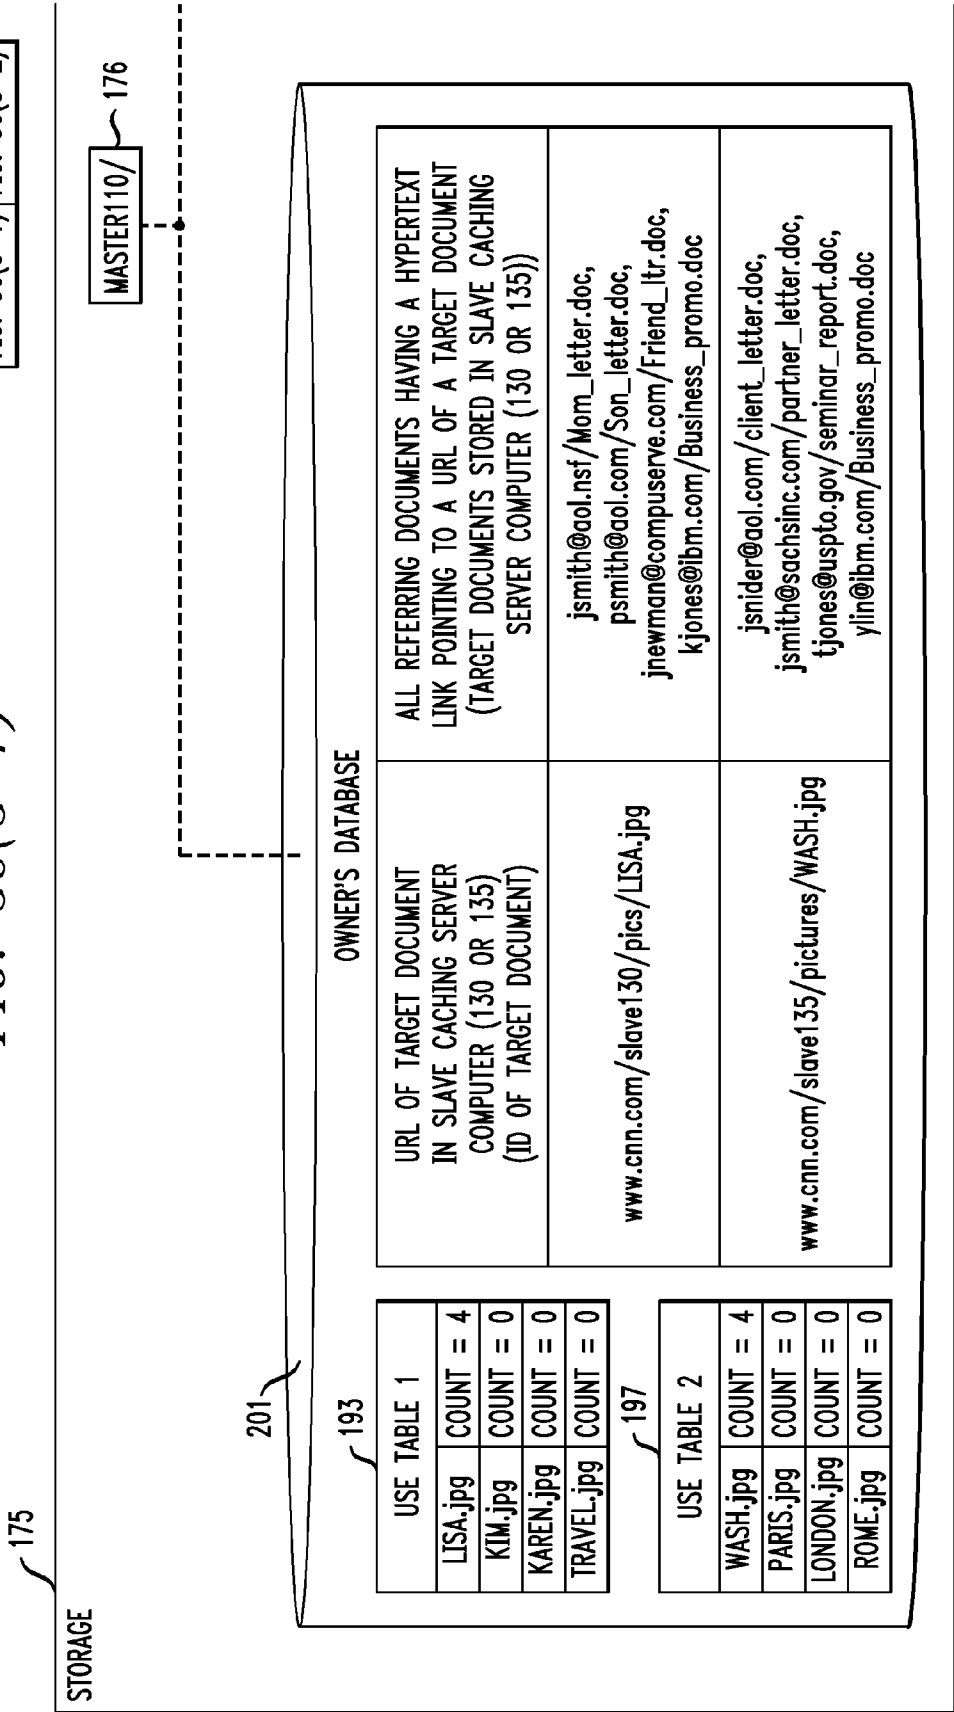 STORAGE
175
MASTER110/
176
201
OWNER'S DATABASE
193
USE TABLE 1
LISA.jpg COUNT = 4
KIM.jpg COUNT = 0
KAREN.jpg COUNT = 0
TRAVEL.jpg COUNT = 0
197
USE TABLE 2
WASH.jpg COUNT = 4
PARIS.jpg COUNT = 0
LONDON.jpg COUNT = 0
ROME.jpg COUNT = 0
URL OF TARGET DOCUMENT
IN SLAVE CACHING SERVER
COMPUTER (130 OR 135)
(ID OF TARGET DOCUMENT)
ALL REFERRING DOCUMENTS HAVING A HYPERTEXT
LINK POINTING TO A URL OF A TARGET DOCUMENT
(TARGET DOCUMENTS STORED IN SLAVE CACHING
SERVER COMPUTER (130 OR 135))
www.cnn.com/slave130/pics/LISA.jpg
jsmith@aol.nsf/Mom_letter.doc,
psmith@aol.com/Son_letter.doc,
jnewman@compuserve.com/Friend_ltr.doc,
kjones@ibm.com/Business_promo.doc
www.cnn.com/slave135/pictures/WASH.jpg
jsnider@aol.com/client_letter.doc,
jsmith@sachsinc.com/partner_letter.doc,
tjones@uspto.gov/seminar_report.doc,
ylin@ibm.com/Business_promo.doc